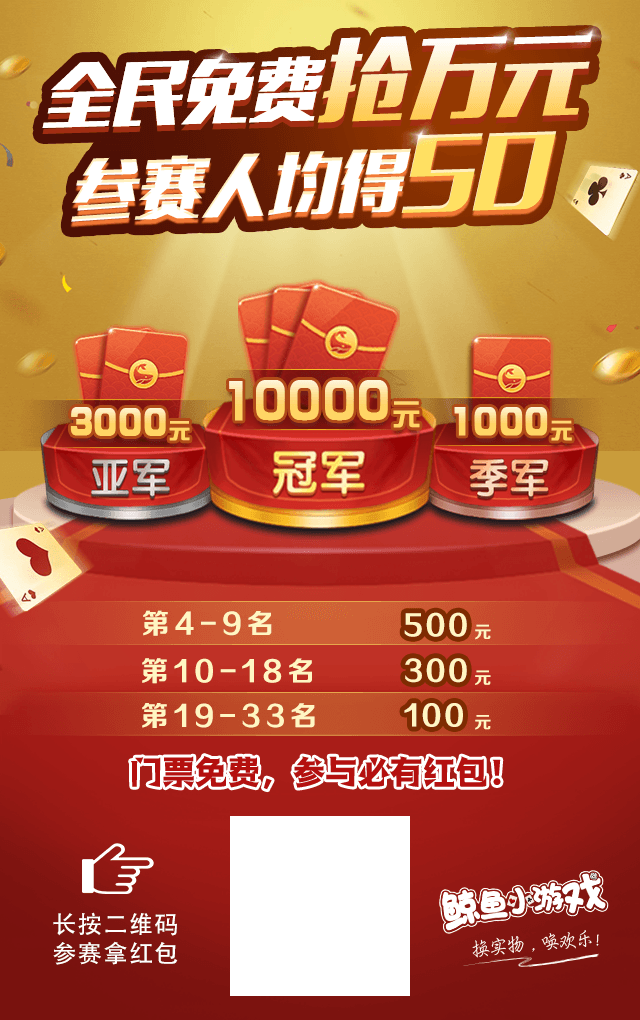 全民免费抢万元
参赛人均得50
3000元
10000元
1000元
亚军
冠军
季军
第4-9名 500元
第10-18名 300元
第19-33名 100元
门票免费，参与必有红包！
长按二维码
参赛拿红包
鲸鱼小游戏
换实物，唤欢乐！
A
A